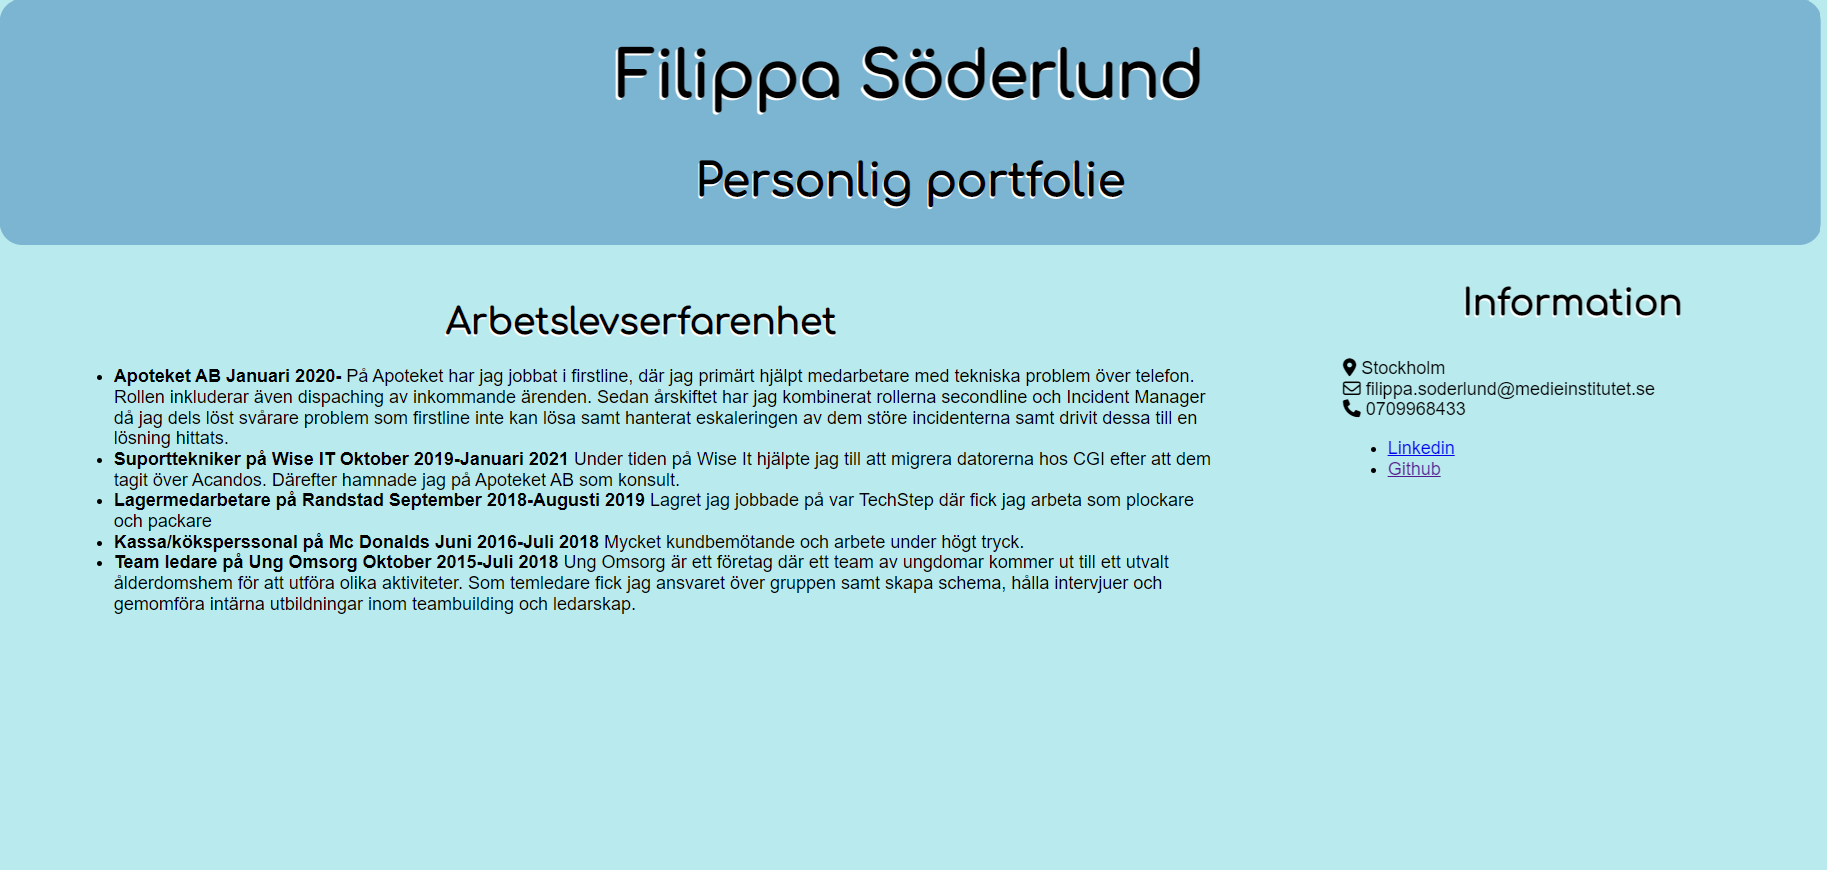 Filippa Söderlund
Personlig portfolie
Arbetslevserfarenhet
Apoteket AB Januari 2020- På Apoteket har jag jobbat i firstline, där jag primärt hjälpt medarbetare med tekniska problem över telefon.
Rollen inkluderar även dispaching av inkommande ärenden. Sedan årskiftet har jag kombinerat rollerna secondline och Incident Manager
då jag dels löst svårare problem som firstline inte kan lösa samt hanterat eskaleringen av dem störe incidenterna samt drivit dessa till en
lösning hittats.
Suporttekniker på Wise IT Oktober 2019-Januari 2021 Under tiden på Wise It hjälpte jag till att migrera datorerna hos CGI efter att dem
tagit över Acandos. Därefter hamnade jag på Apoteket AB som konsult.
Lagermedarbetare på Randstad September 2018-Augusti 2019 Lagret jag jobbade på var TechStep där fick jag arbeta som plockare
och packare
Kassa/köksperssonal på Mc Donalds Juni 2016-Juli 2018 Mycket kundbemötande och arbete under högt tryck.
Team ledare på Ung Omsorg Oktober 2015-Juli 2018 Ung Omsorg är ett företag där ett team av ungdomar kommer ut till ett utvalt
ålderdomshem för att utföra olika aktiviteter. Som temledare fick jag ansvaret över gruppen samt skapa schema, hålla intervjuer och
gemomföra intärna utbildningar inom teambuilding och ledarskap.
Information
Stockholm
filippa.soderlund@medieinstitutet.se
0709968433
Linkedin
Github